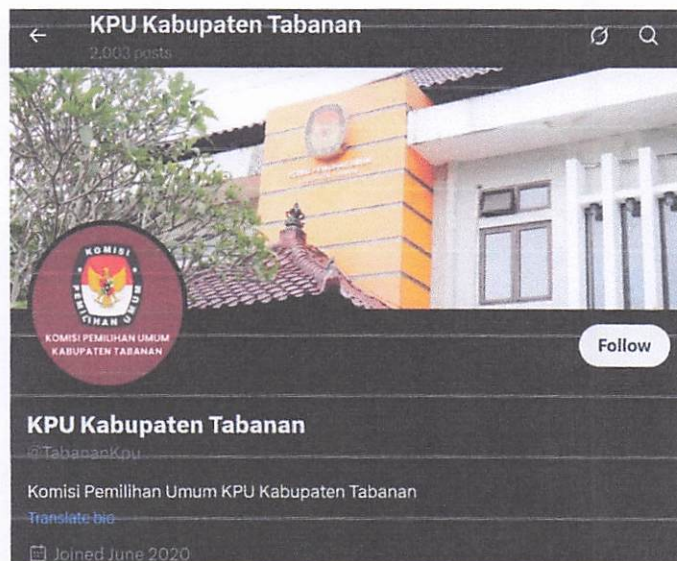 KPU Kabupaten Tabanan
2,003 posts
KOMISI
PEMILIHAN UMUM
KOMISI PEMILIHAN UMUM
KABUPATEN TABANAN
Follow
KPU Kabupaten Tabanan
@TabananKpu
Komisi Pemilihan Umum KPU Kabupaten Tabanan
Translate bio
Joined June 2020